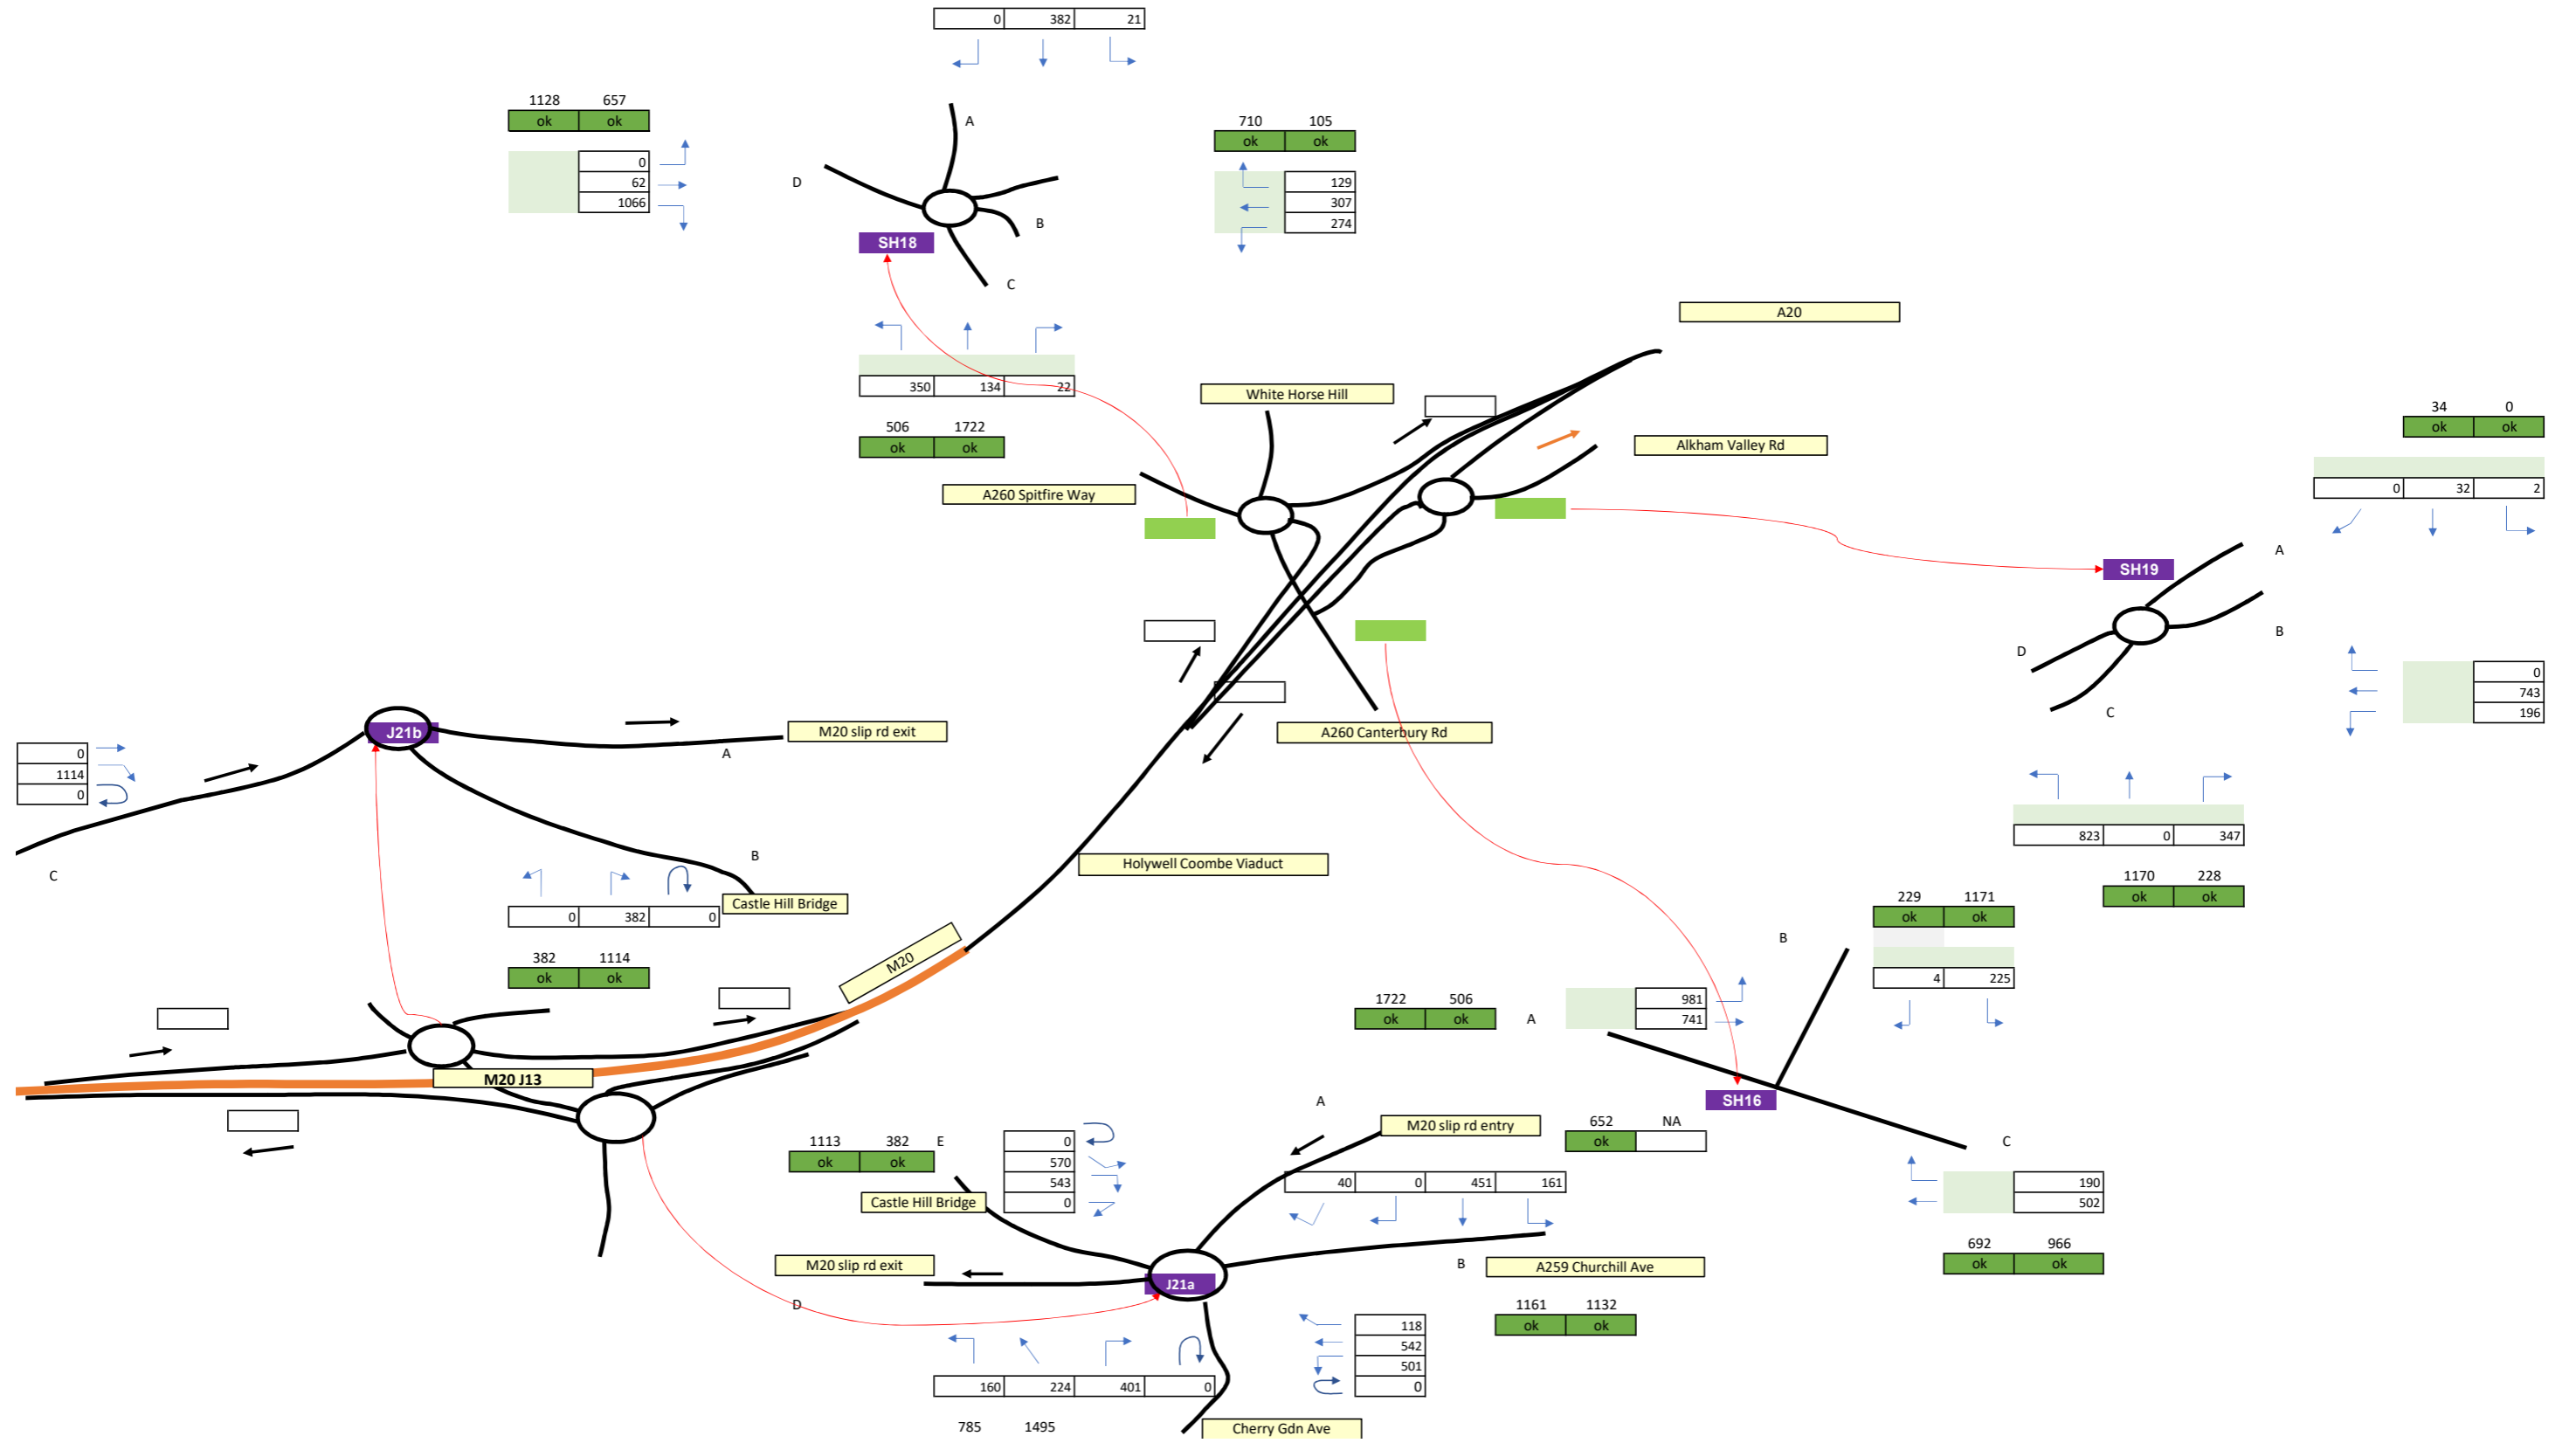 0 382 21
1128 657
ok ok
A
710 105
ok ok
0
62
1066
D
129
307
274
B
SH18
C
A20
350 134 22
White Horse Hill
34 0
ok ok
506 1722
ok ok
Alkham Valley Rd
A260 Spitfire Way
0 32 2
A
SH19
B
D
0
743
196
C
J21b
M20 slip rd exit
A
A260 Canterbury Rd
0
1114
0
823 0 347
B
C
Holywell Coombe Viaduct
1170 228
ok ok
229 1171
ok ok
Castle Hill Bridge
0 382 0
B
382 1114
ok ok
M20
4 225
1722 506
ok ok
A
981
741
M20 J13
SH16
A
M20 slip rd entry
652 NA
ok
C
1113 382
ok ok
E
0
570
543
0
40 0 451 161
190
502
Castle Hill Bridge
692 966
ok ok
M20 slip rd exit
J21a
B
A259 Churchill Ave
D
1161 1132
ok ok
118
542
501
0
160 224 401 0
785 1495
Cherry Gdn Ave